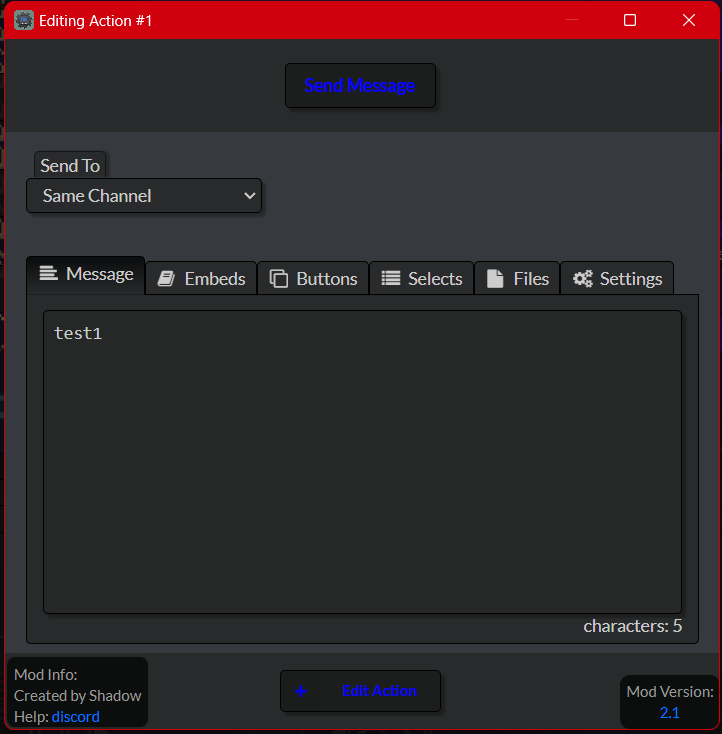 Editing Action #1
Send Message
Send To
Same Channel
Message Embeds Buttons Selects Files Settings
test1
characters: 5
Mod Info:
Created by Shadow
Help: discord
+ Edit Action
Mod Version:
2.1